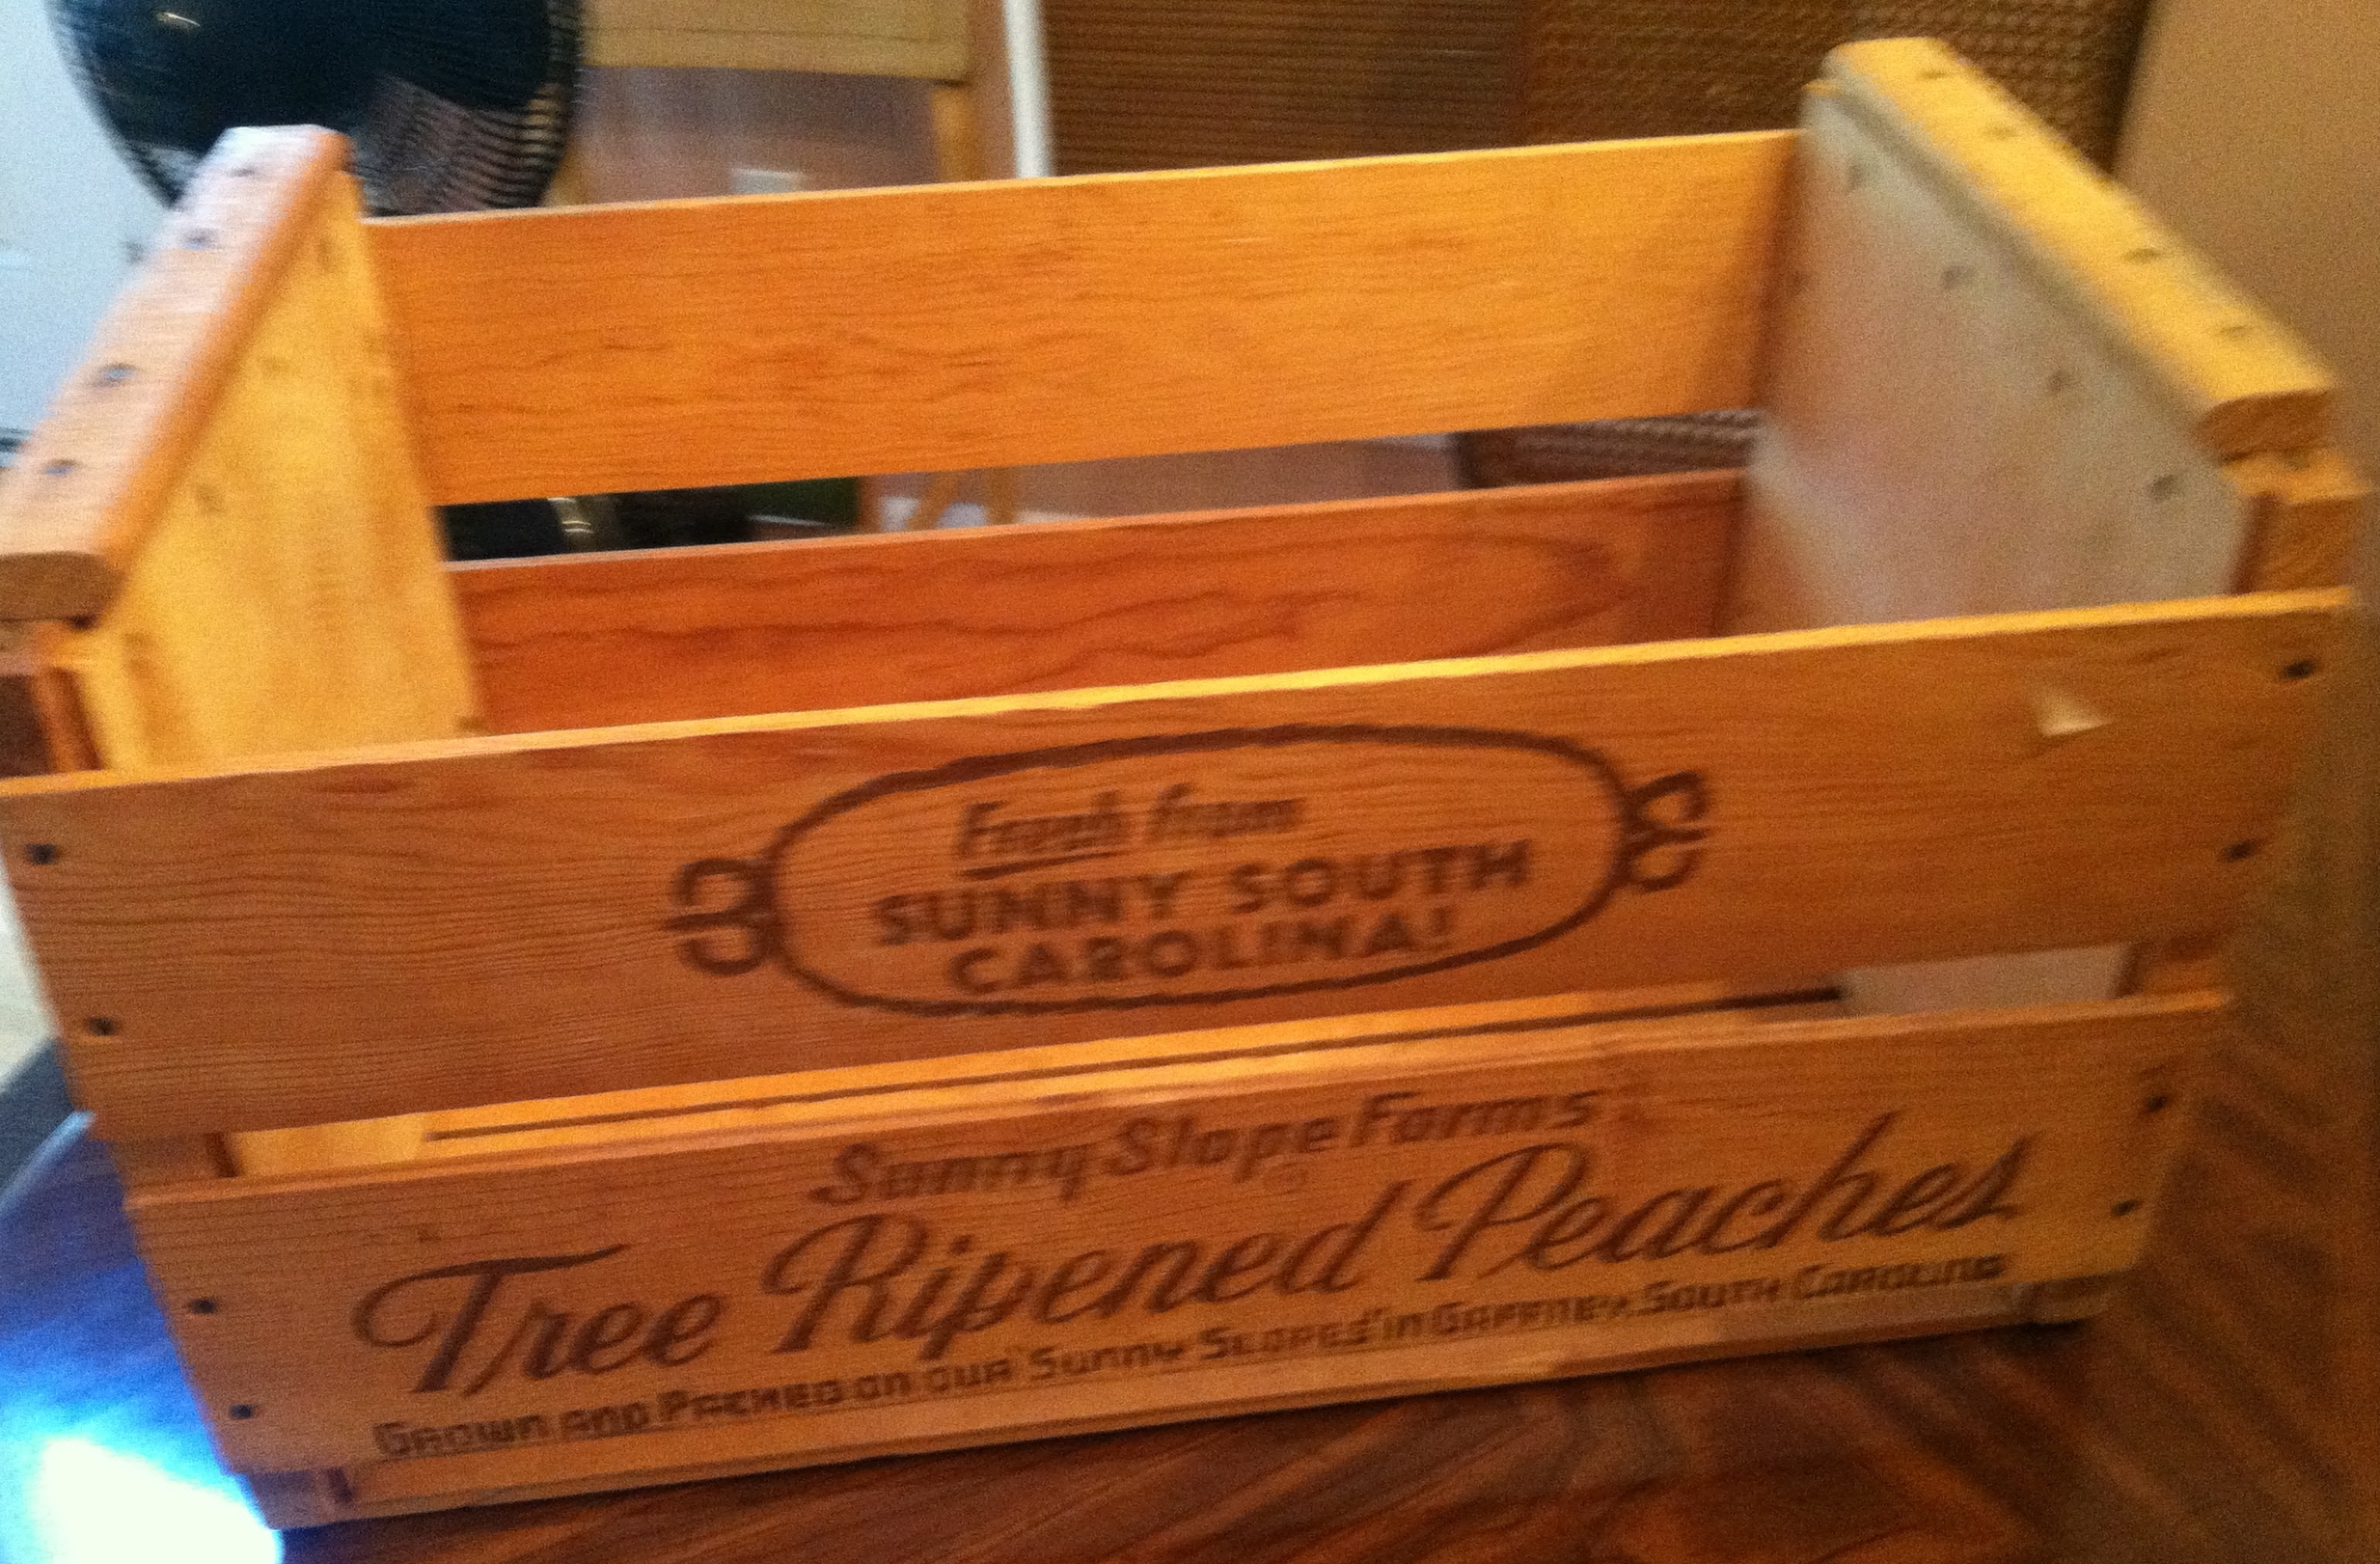 Fresh from
SUNNY SOUTH
CAROLINA!
Sunny Slope Farms
Tree Ripened Peaches
GROWN AND PACKED ON OUR "SUNNY SLOPES" IN GAFFNEY, SOUTH CAROLINA